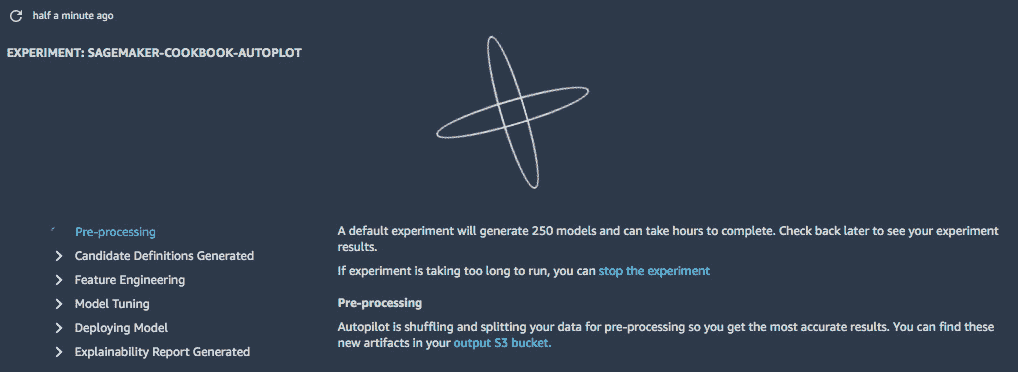 half a minute ago
EXPERIMENT: SAGEMAKER-COOKBOOK-AUTOPLOT
Pre-processing
Candidate Definitions Generated
Feature Engineering
Model Tuning
Deploying Model
Explainability Report Generated
A default experiment will generate 250 models and can take hours to complete. Check back later to see your experiment
results.
If experiment is taking too long to run, you can stop the experiment
Pre-processing
Autopilot is shuffling and splitting your data for pre-processing so you get the most accurate results. You can find these
new artifacts in your output S3 bucket.